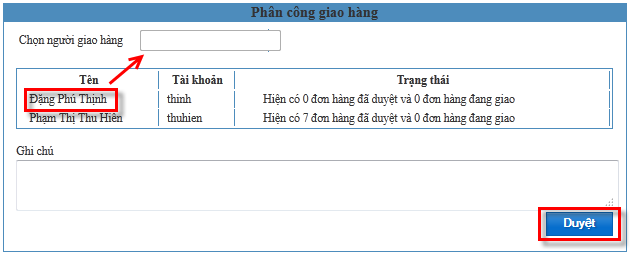 Phân công giao hàng
Chọn người giao hàng
Tên Tài khoản Trạng thái
Đặng Phú Thịnh thinh Hiện có 0 đơn hàng đã duyệt và 0 đơn hàng đang giao
Phạm Thị Thu Hiền thuhien Hiện có 7 đơn hàng đã duyệt và 0 đơn hàng đang giao
Ghi chú
Duyệt